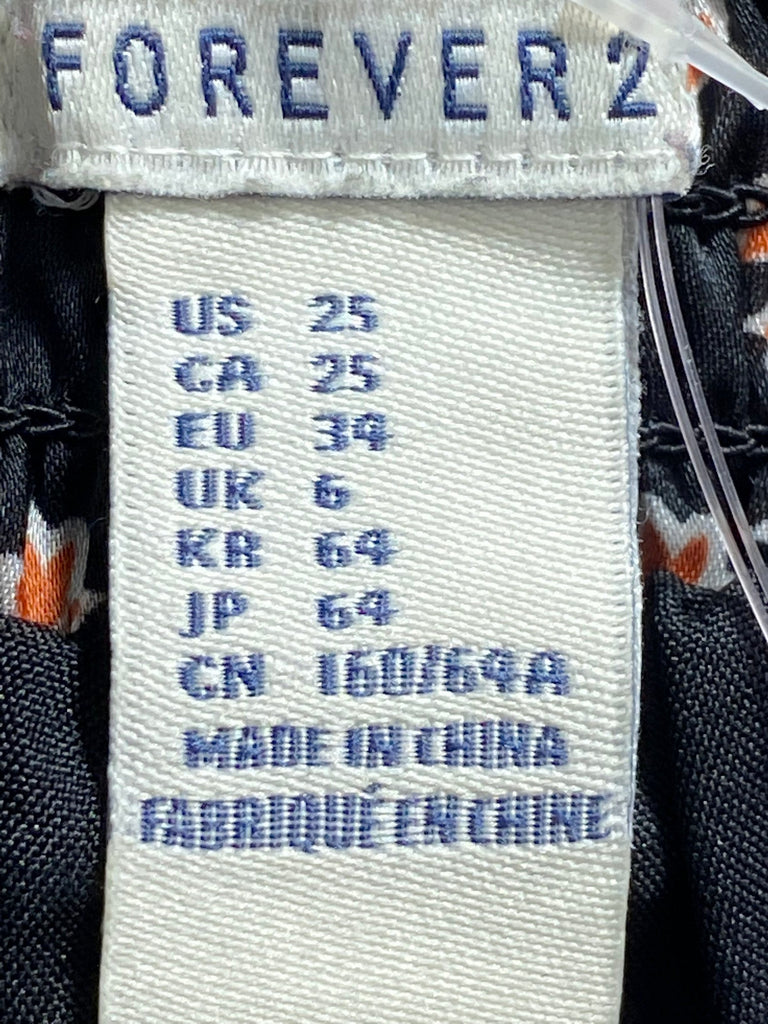 FOREVER 2
US 25
CA 25
EU 34
UK 6
KR 64
JP 64
CN 160/64A
MADE IN CHINA
FABRIQUÉ EN CHINE